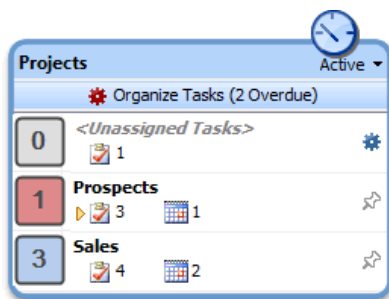 Projects Active
Organize Tasks (2 Overdue)
0 <Unassigned Tasks>
1
1 Prospects
3 1
3 Sales
4 2